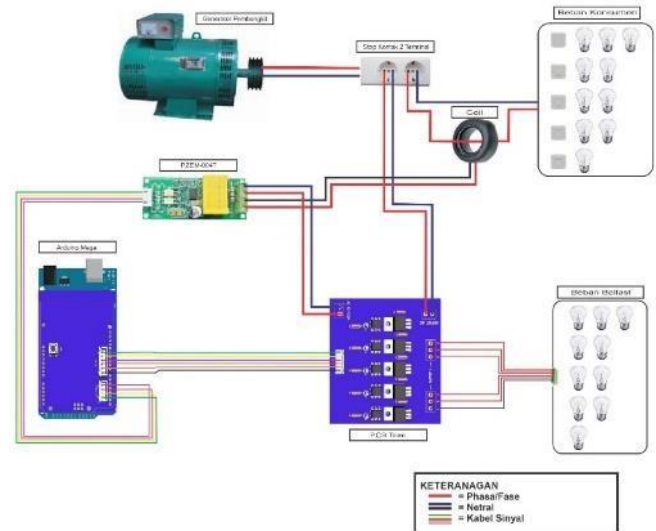 Generator Pembangkit
Stop Kontak 2 Terminal
Beban Konsumen
Coil
PZEM-004T
Arduino Mega
Beban Ballast
PCB Triac
KETERANAGAN
= Phasa/Fase
= Netral
= Kabel Sinyal